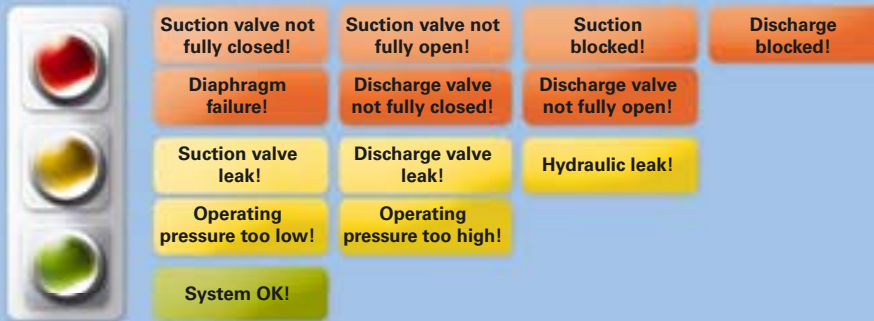 Suction valve not
fully closed!
Suction valve not
fully open!
Suction
blocked!
Discharge
blocked!
Diaphragm
failure!
Discharge valve
not fully closed!
Discharge valve
not fully open!
Suction valve
leak!
Discharge valve
leak!
Hydraulic leak!
Operating
pressure too low!
Operating
pressure too high!
System OK!